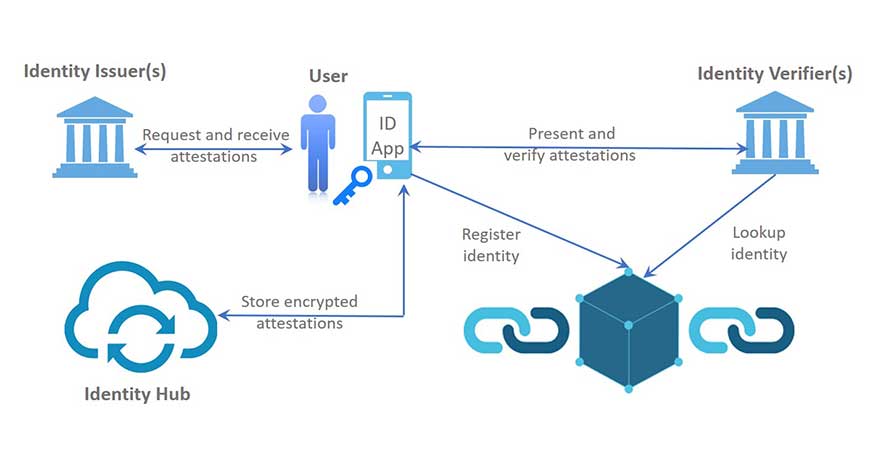 Identity Issuer(s)
User
Identity Verifier(s)
ID
App
Request and receive
attestations
Present and
verify attestations
Register
identity
Lookup
identity
Store encrypted
attestations
Identity Hub